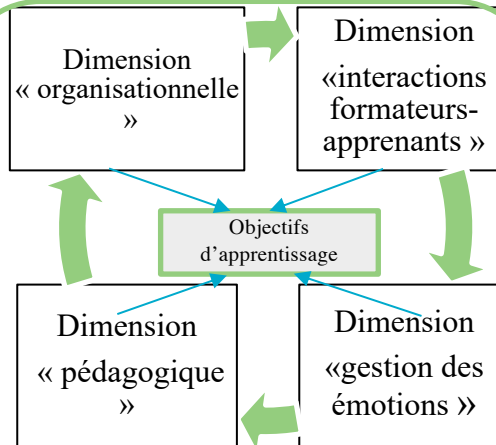 Dimension
« organisationnelle
»
Dimension
«interactions
formateurs-
apprenants »
Objectifs
d’apprentissage
Dimension
« pédagogique
»
Dimension
«gestion des
émotions »